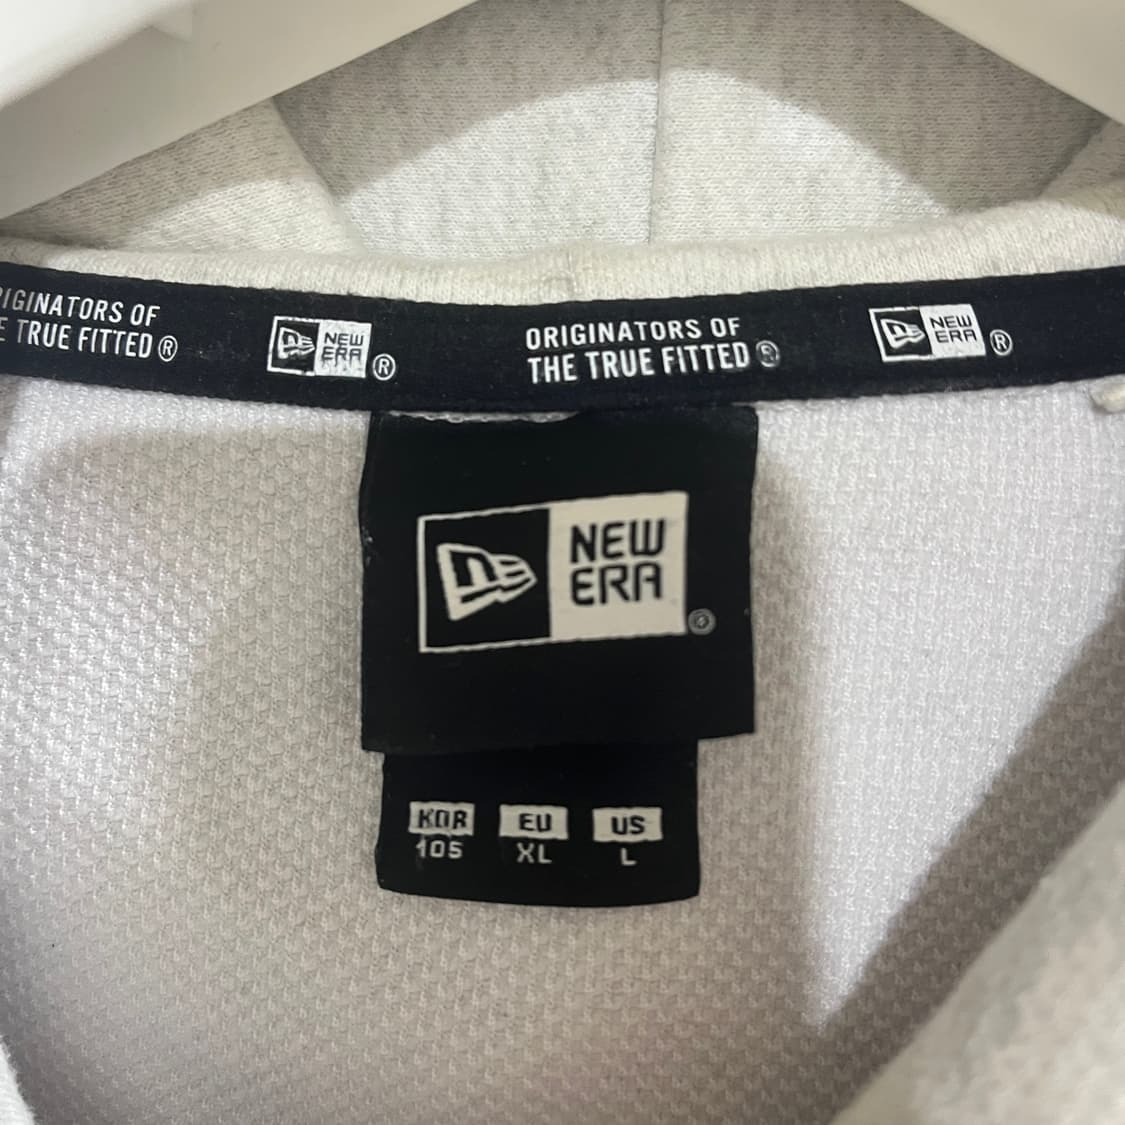 RIGINATORS OF
E TRUE FITTED®
NEW
ERA®
ORIGINATORS OF
THE TRUE FITTED®
NEW
ERA®
NEW
ERA®
KOR EU US
105 XL L